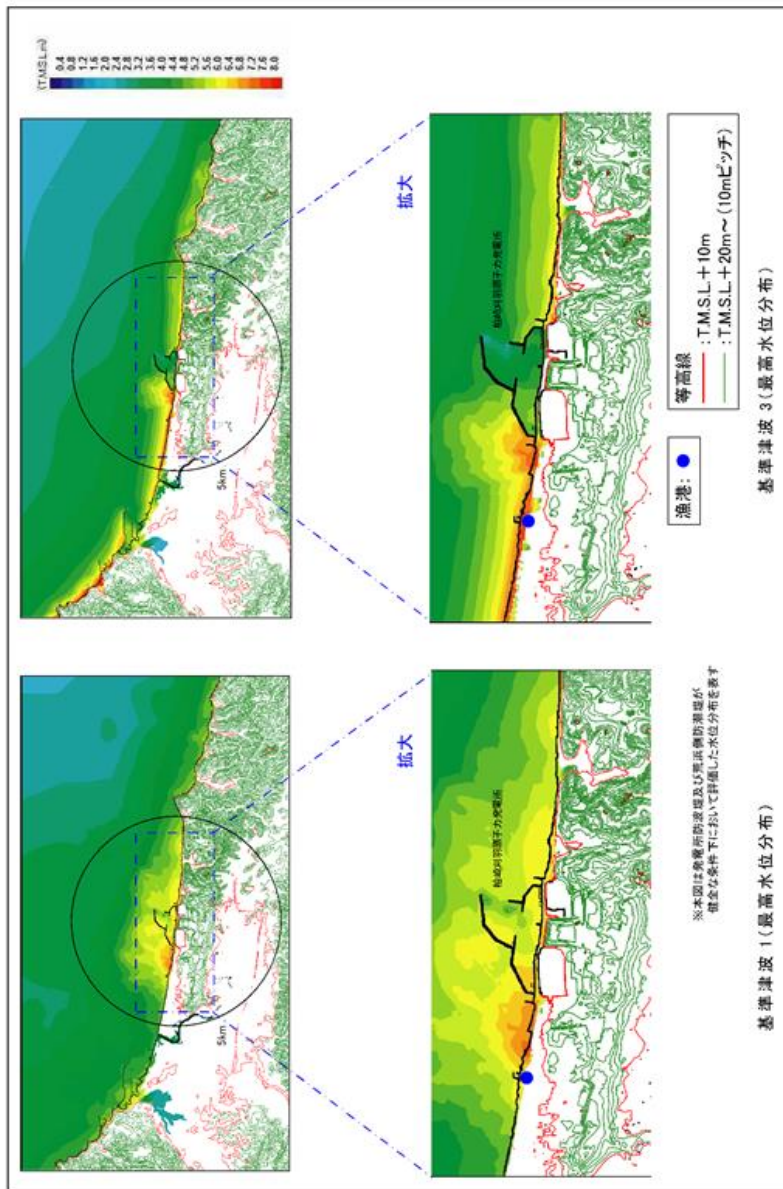 (T.M.S.L.m)
0.4
0.8
1.2
1.6
2.0
2.4
2.8
3.2
3.6
4.0
4.4
4.8
5.2
5.6
6.0
6.4
6.8
7.2
7.6
8.0
5km
5km
拡大
拡大
柏崎刈羽原子力発電所
柏崎刈羽原子力発電所
※本図は発電所防波堤及び荒浜側防潮堤が
健全な条件下において評価した水位分布を表す
漁港:
等高線
:T.M.S.L.+10m
:T.M.S.L.+20m~(10mピッチ)
基準津波1(最高水位分布)
基準津波3(最高水位分布)